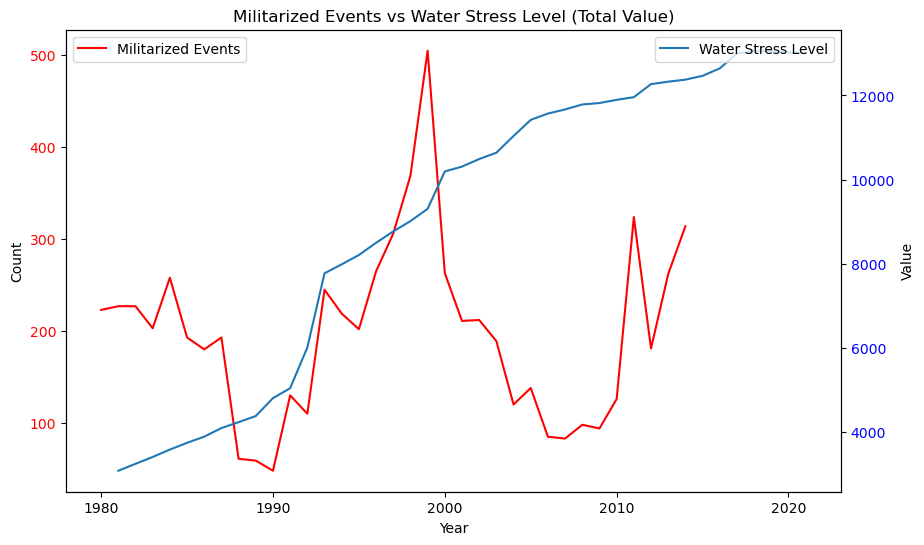 Militarized Events vs Water Stress Level (Total Value)
Militarized Events
Water Stress Level
500
400
300
200
100
Count
12000
10000
8000
6000
4000
Value
1980
1990
2000
2010
2020
Year